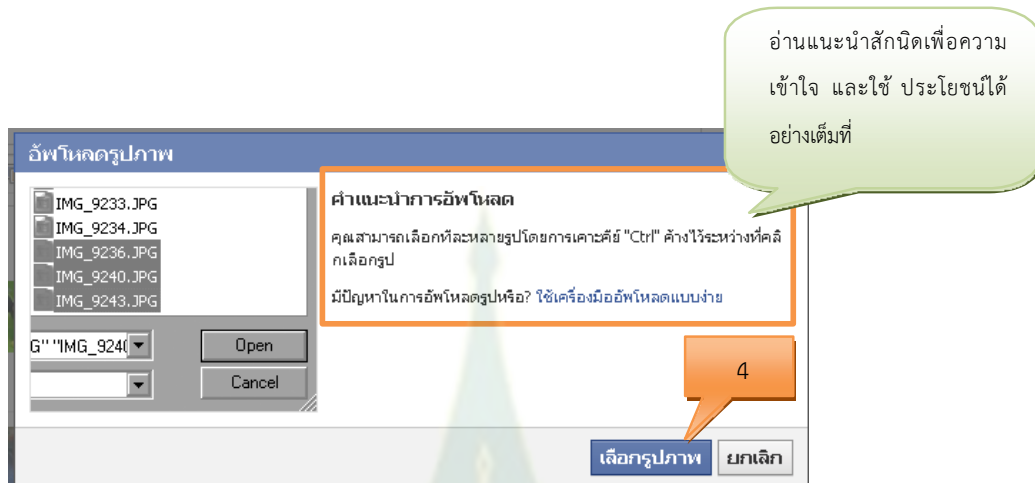 อ่านแนะนำสักนิดเพื่อความ
เข้าใจ และใช้ ประโยชน์ได้
อย่างเต็มที่
อัพโหลดรูปภาพ
IMG_9233.JPG
IMG_9234.JPG
IMG_9236.JPG
IMG_9240.JPG
IMG_9243.JPG
G" "IMG_924(
Open
Cancel
คำแนะนำการอัพโหลด
คุณสามารถเลือกทีละหลายรูปโดยการเคาะคีย์ "Ctrl" ค้างไว้ระหว่างที่คลิ
กเลือกรูป
มีปัญหาในการอัพโหลดรูปหรือ? ใช้เครื่องมืออัพโหลดแบบง่าย
4
เลือกรูปภาพ
ยกเลิก